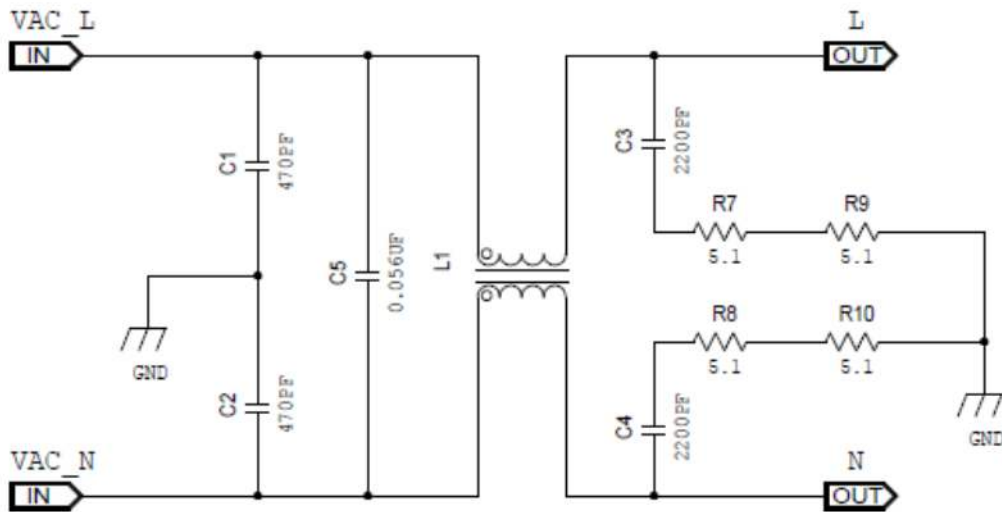 VAC_L
L
IN
OUT
C1
470PF
C3
2200PF
R7
R9
5.1
5.1
C5
0.056UF
L1
GND
R8
R10
5.1
5.1
C2
470PF
C4
2200PF
GND
VAC_N
N
IN
OUT